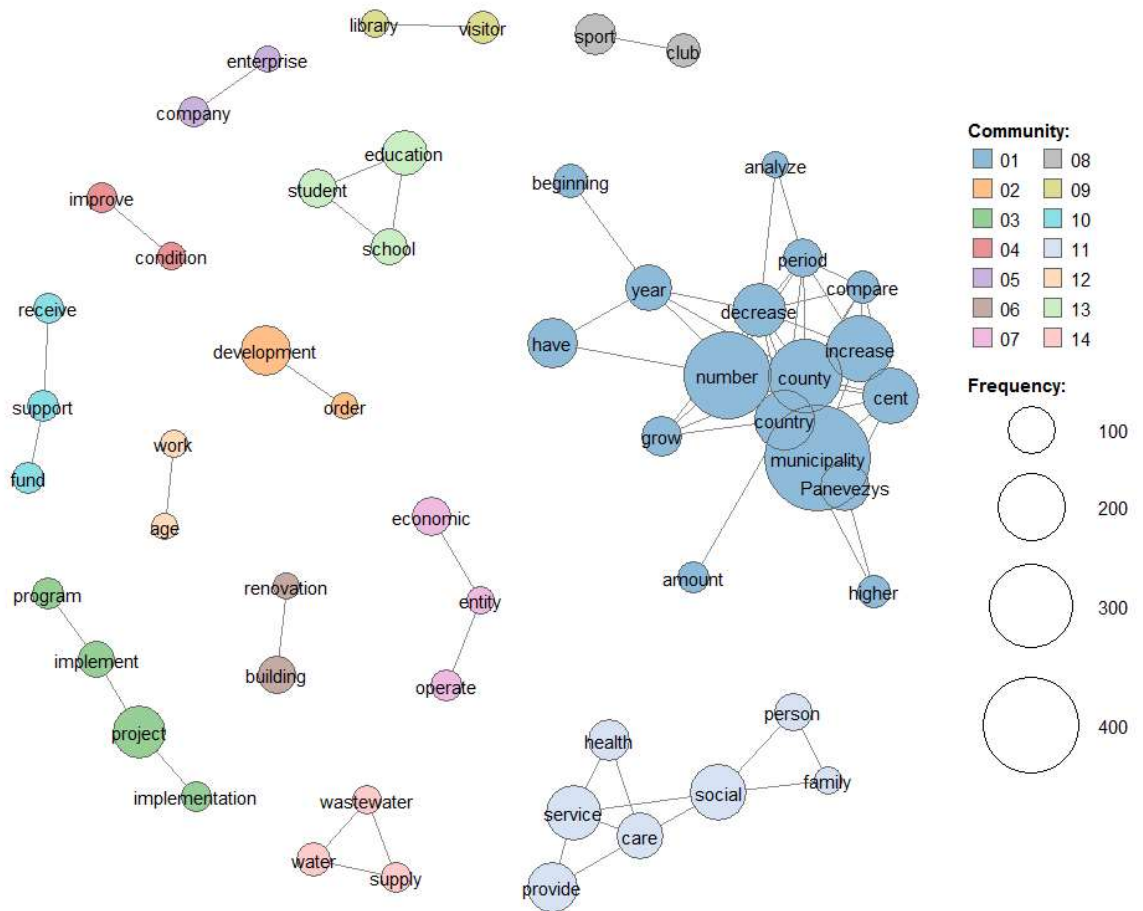 library
visitor
sport
club
enterprise
company
education
student
school
improve
condition
receive
support
fund
development
order
work
age
economic
entity
operate
program
implement
project
implementation
renovation
building
wastewater
water
supply
beginning
analyze
period
compare
year
decrease
have
increase
number
county
cent
country
grow
municipality
Panevezys
amount
higher
person
health
family
social
service
care
provide
Community:
01 08
02 09
03 10
04 11
05 12
06 13
07 14
Frequency:
100
200
300
400